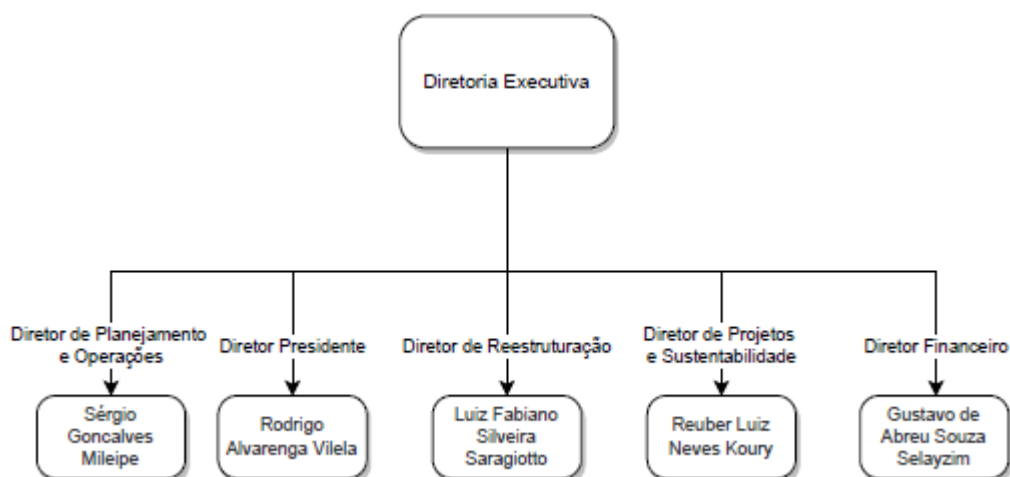 Diretoria Executiva
Diretor de Planejamento
e Operações
Diretor Presidente
Diretor de Reestruturação
Diretor de Projetos
e Sustentabilidade
Diretor Financeiro
Sérgio
Goncalves
Mileipe
Rodrigo
Alvarenga Vilela
Luiz Fabiano
Silveira
Saragiotto
Reuber Luiz
Neves Koury
Gustavo de
Abreu Souza
Selayzim